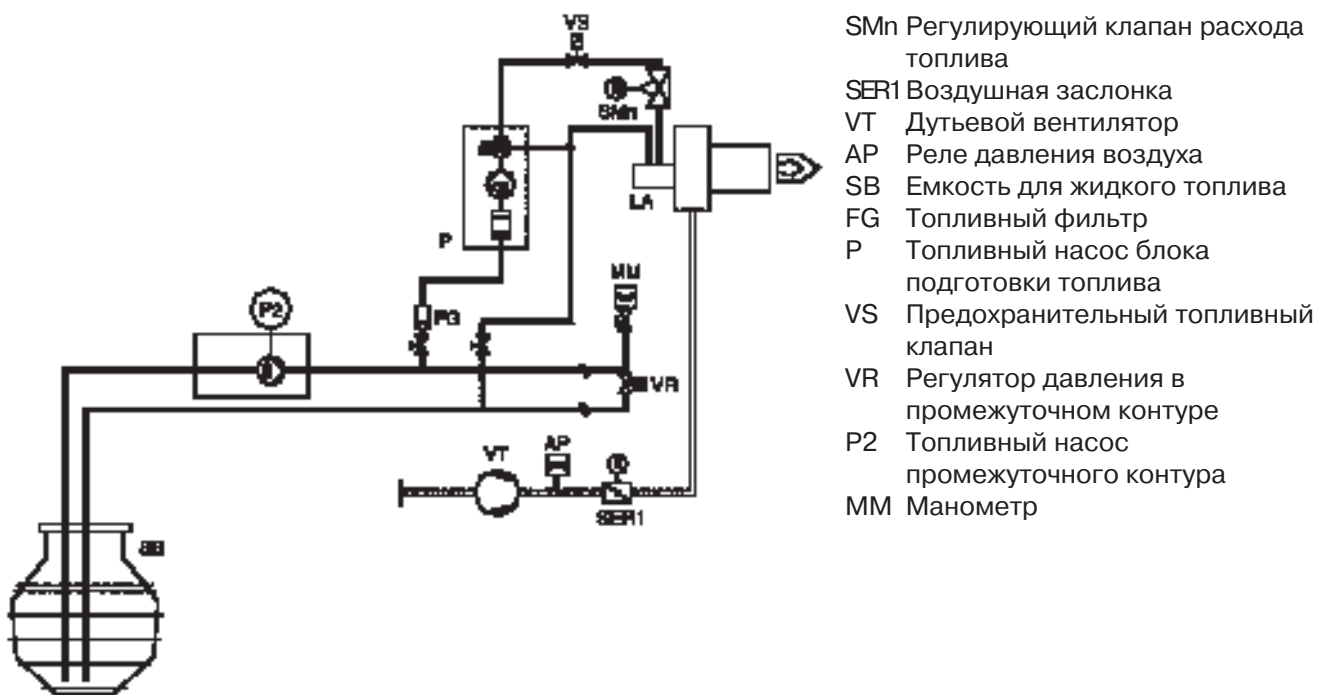 VS
SMn
P
LA
MM
P2
FG
VR
VT
AP
SER1
SB
SMn Регулирующий клапан расхода
топлива
SER1 Воздушная заслонка
VT Дутьевой вентилятор
AP Реле давления воздуха
SB Емкость для жидкого топлива
FG Топливный фильтр
P Топливный насос блока
подготовки топлива
VS Предохранительный топливный
клапан
VR Регулятор давления в
промежуточном контуре
P2 Топливный насос
промежуточного контура
MM Манометр